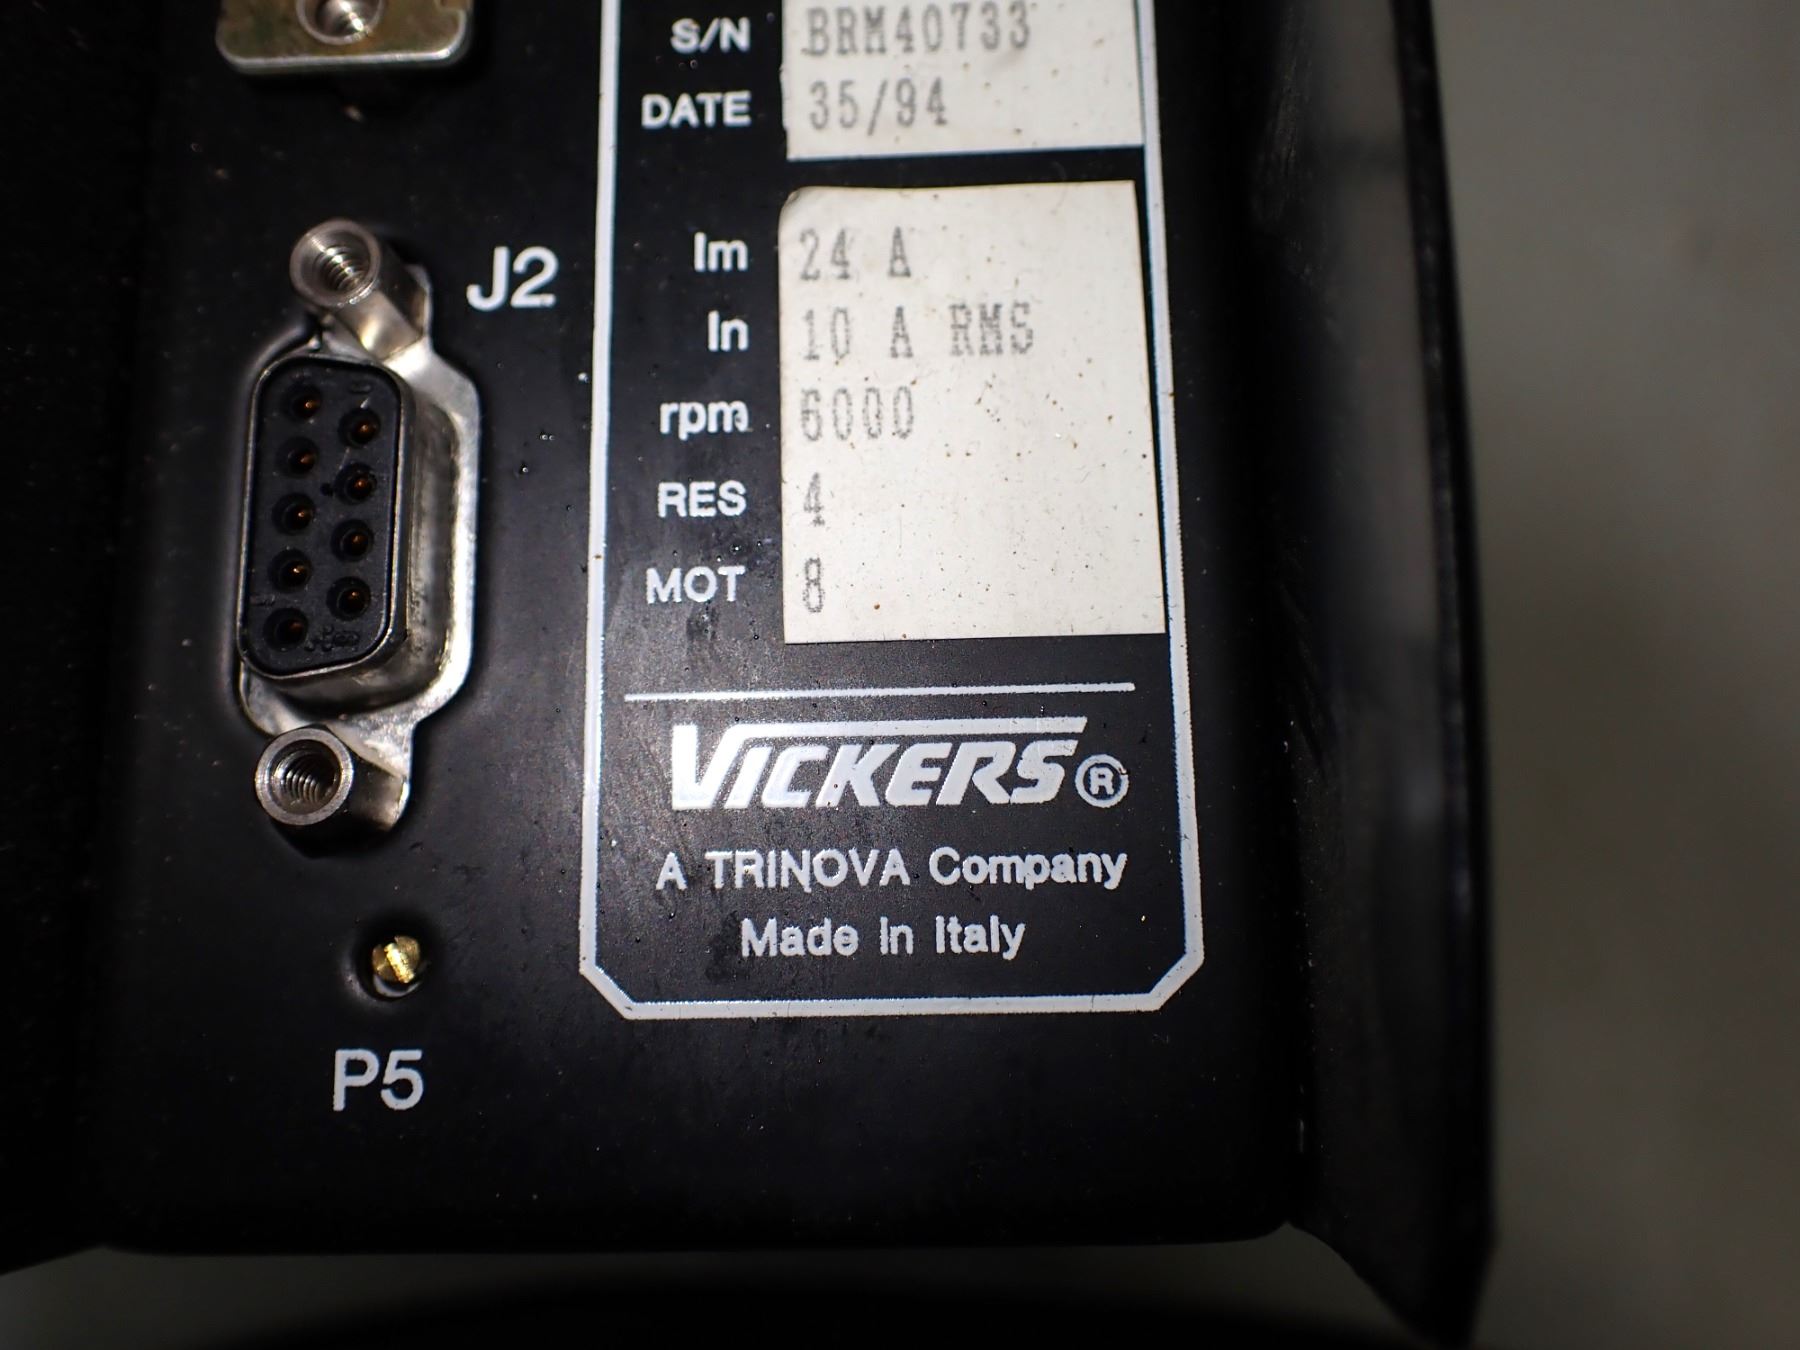 S/N BRM40733
DATE 35/94
J2
Im 24 A
In 10 A RMS
rpm 6000
RES 4
MOT 8
VICKERS®
A TRINOVA Company
Made in Italy
P5